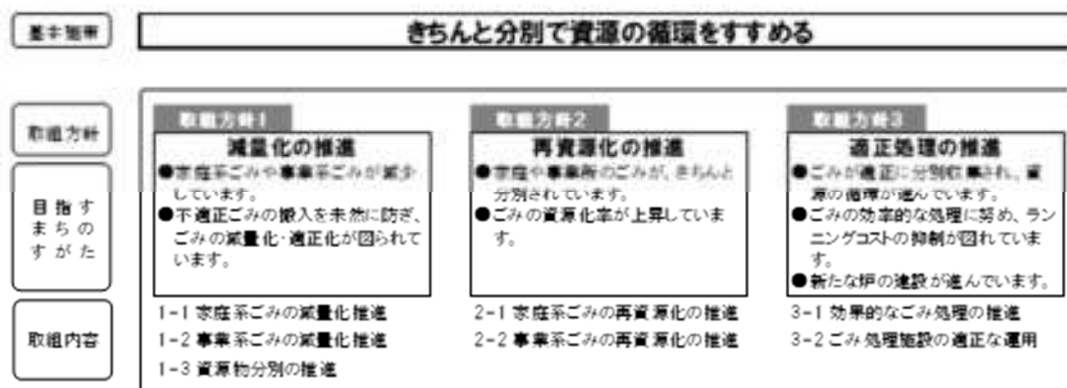 基本施策
きちんと分別で資源の循環をすすめる
取組方針
取組方針1
減量化の推進
●家庭系ごみや事業系ごみが減少
しています。
●不適正ごみの搬入を未然に防ぎ、
ごみの減量化・適正化が図られて
います。
取組方針2
再資源化の推進
●家庭や事業所のごみが、きちんと
分別されています。
●ごみの資源化率が上昇していま
す。
取組方針3
適正処理の推進
●ごみが適正に分別収集され、資
源の循環が進んでいます。
●ごみの効率的な処理に努め、ラン
ニングコストの抑制が図れていま
す。
●新たな炉の建設が進んでいます。
目指す
まちの
すがた
取組内容
1-1 家庭系ごみの減量化推進
1-2 事業系ごみの減量化推進
1-3 資源物分別の推進
2-1 家庭系ごみの再資源化の推進
2-2 事業系ごみの再資源化の推進
3-1 効果的なごみ処理の推進
3-2 ごみ処理施設の適正な運用